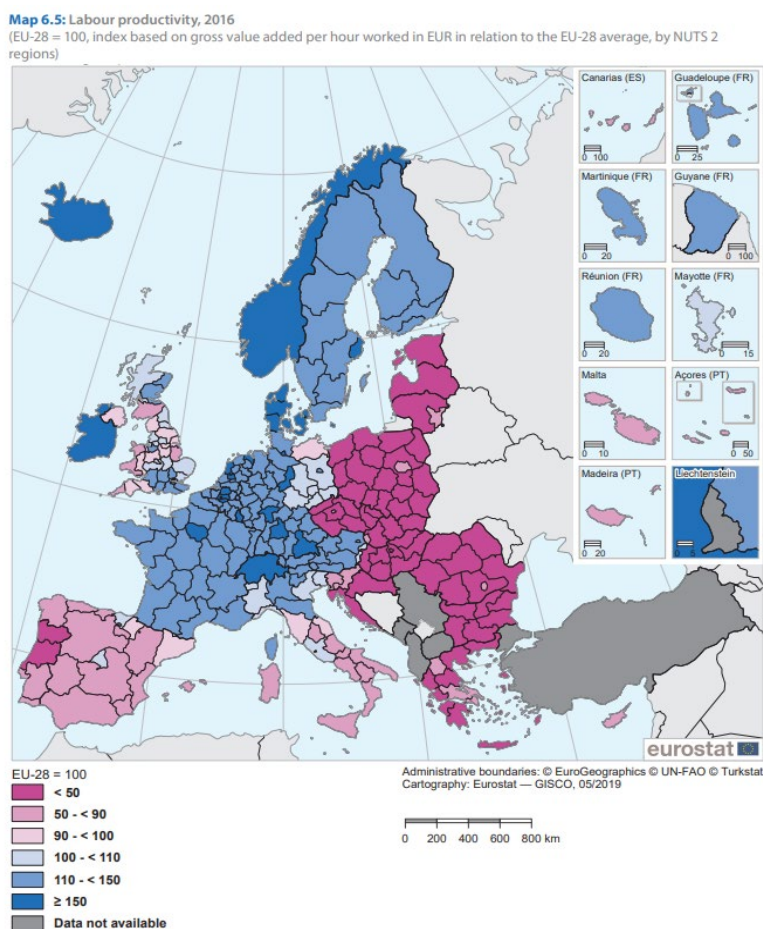 Map 6.5: Labour productivity, 2016
(EU-28 = 100, index based on gross value added per hour worked in EUR in relation to the EU-28 average, by NUTS 2
regions)
Canarias (ES)
0 100
Guadeloupe (FR)
0 25
Martinique (FR)
0 20
Guyane (FR)
0 100
Réunion (FR)
0 20
Mayotte (FR)
0 15
Malta
0 10
Açores (PT)
0 50
Madeira (PT)
0 20
Liechtenstein
0 5
eurostat
EU-28 = 100
< 50
50 - < 90
90 - < 100
100 - < 110
110 - < 150
≥ 150
Data not available
Administrative boundaries: © EuroGeographics © UN-FAO © Turkstat
Cartography: Eurostat — GISCO, 05/2019
0 200 400 600 800 km